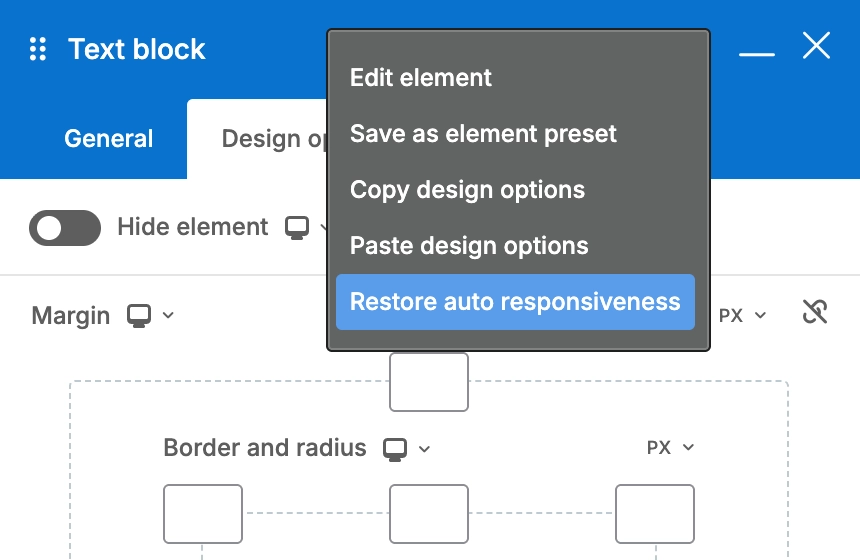 Text block
General
Design op
Edit element
Save as element preset
Copy design options
Paste design options
Restore auto responsiveness
Hide element
Margin
PX
Border and radius
PX